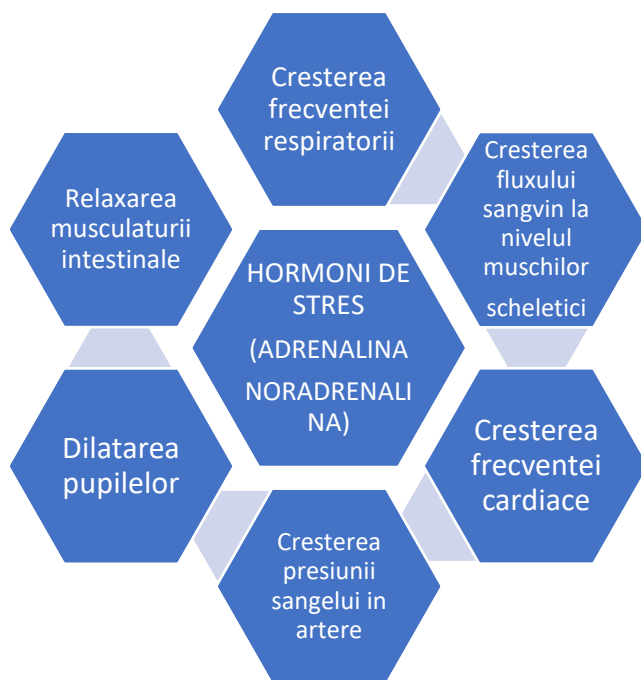 Cresterea
frecventei
respiratorii
Cresterea
fluxului
sangvin la
nivelul
muschilor
scheletici
Cresterea
frecventei
cardiace
Cresterea
presiunii
sangelui in
artere
Dilatarea
pupilelor
Relaxarea
musculaturii
intestinale
HORMONI DE
STRES
(ADRENALINA
NORADRENALI
NA)